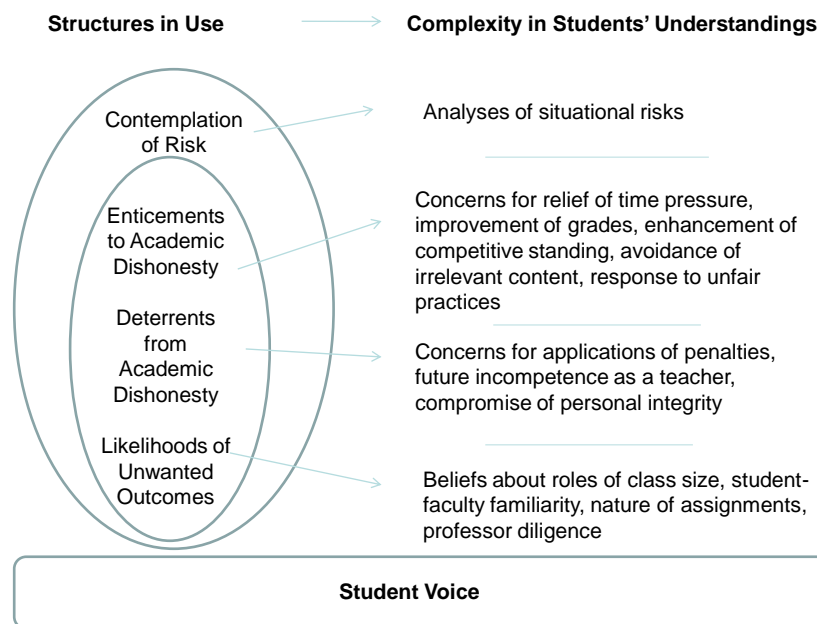 Structures in Use
Complexity in Students’ Understandings
Contemplation
of Risk
Analyses of situational risks
Enticements
to Academic
Dishonesty
Concerns for relief of time pressure,
improvement of grades, enhancement of
competitive standing, avoidance of
irrelevant content, response to unfair
practices
Deterrents
from
Academic
Dishonesty
Concerns for applications of penalties,
future incompetence as a teacher,
compromise of personal integrity
Likelihoods of
Unwanted
Outcomes
Beliefs about roles of class size, student-
faculty familiarity, nature of assignments,
professor diligence
Student Voice